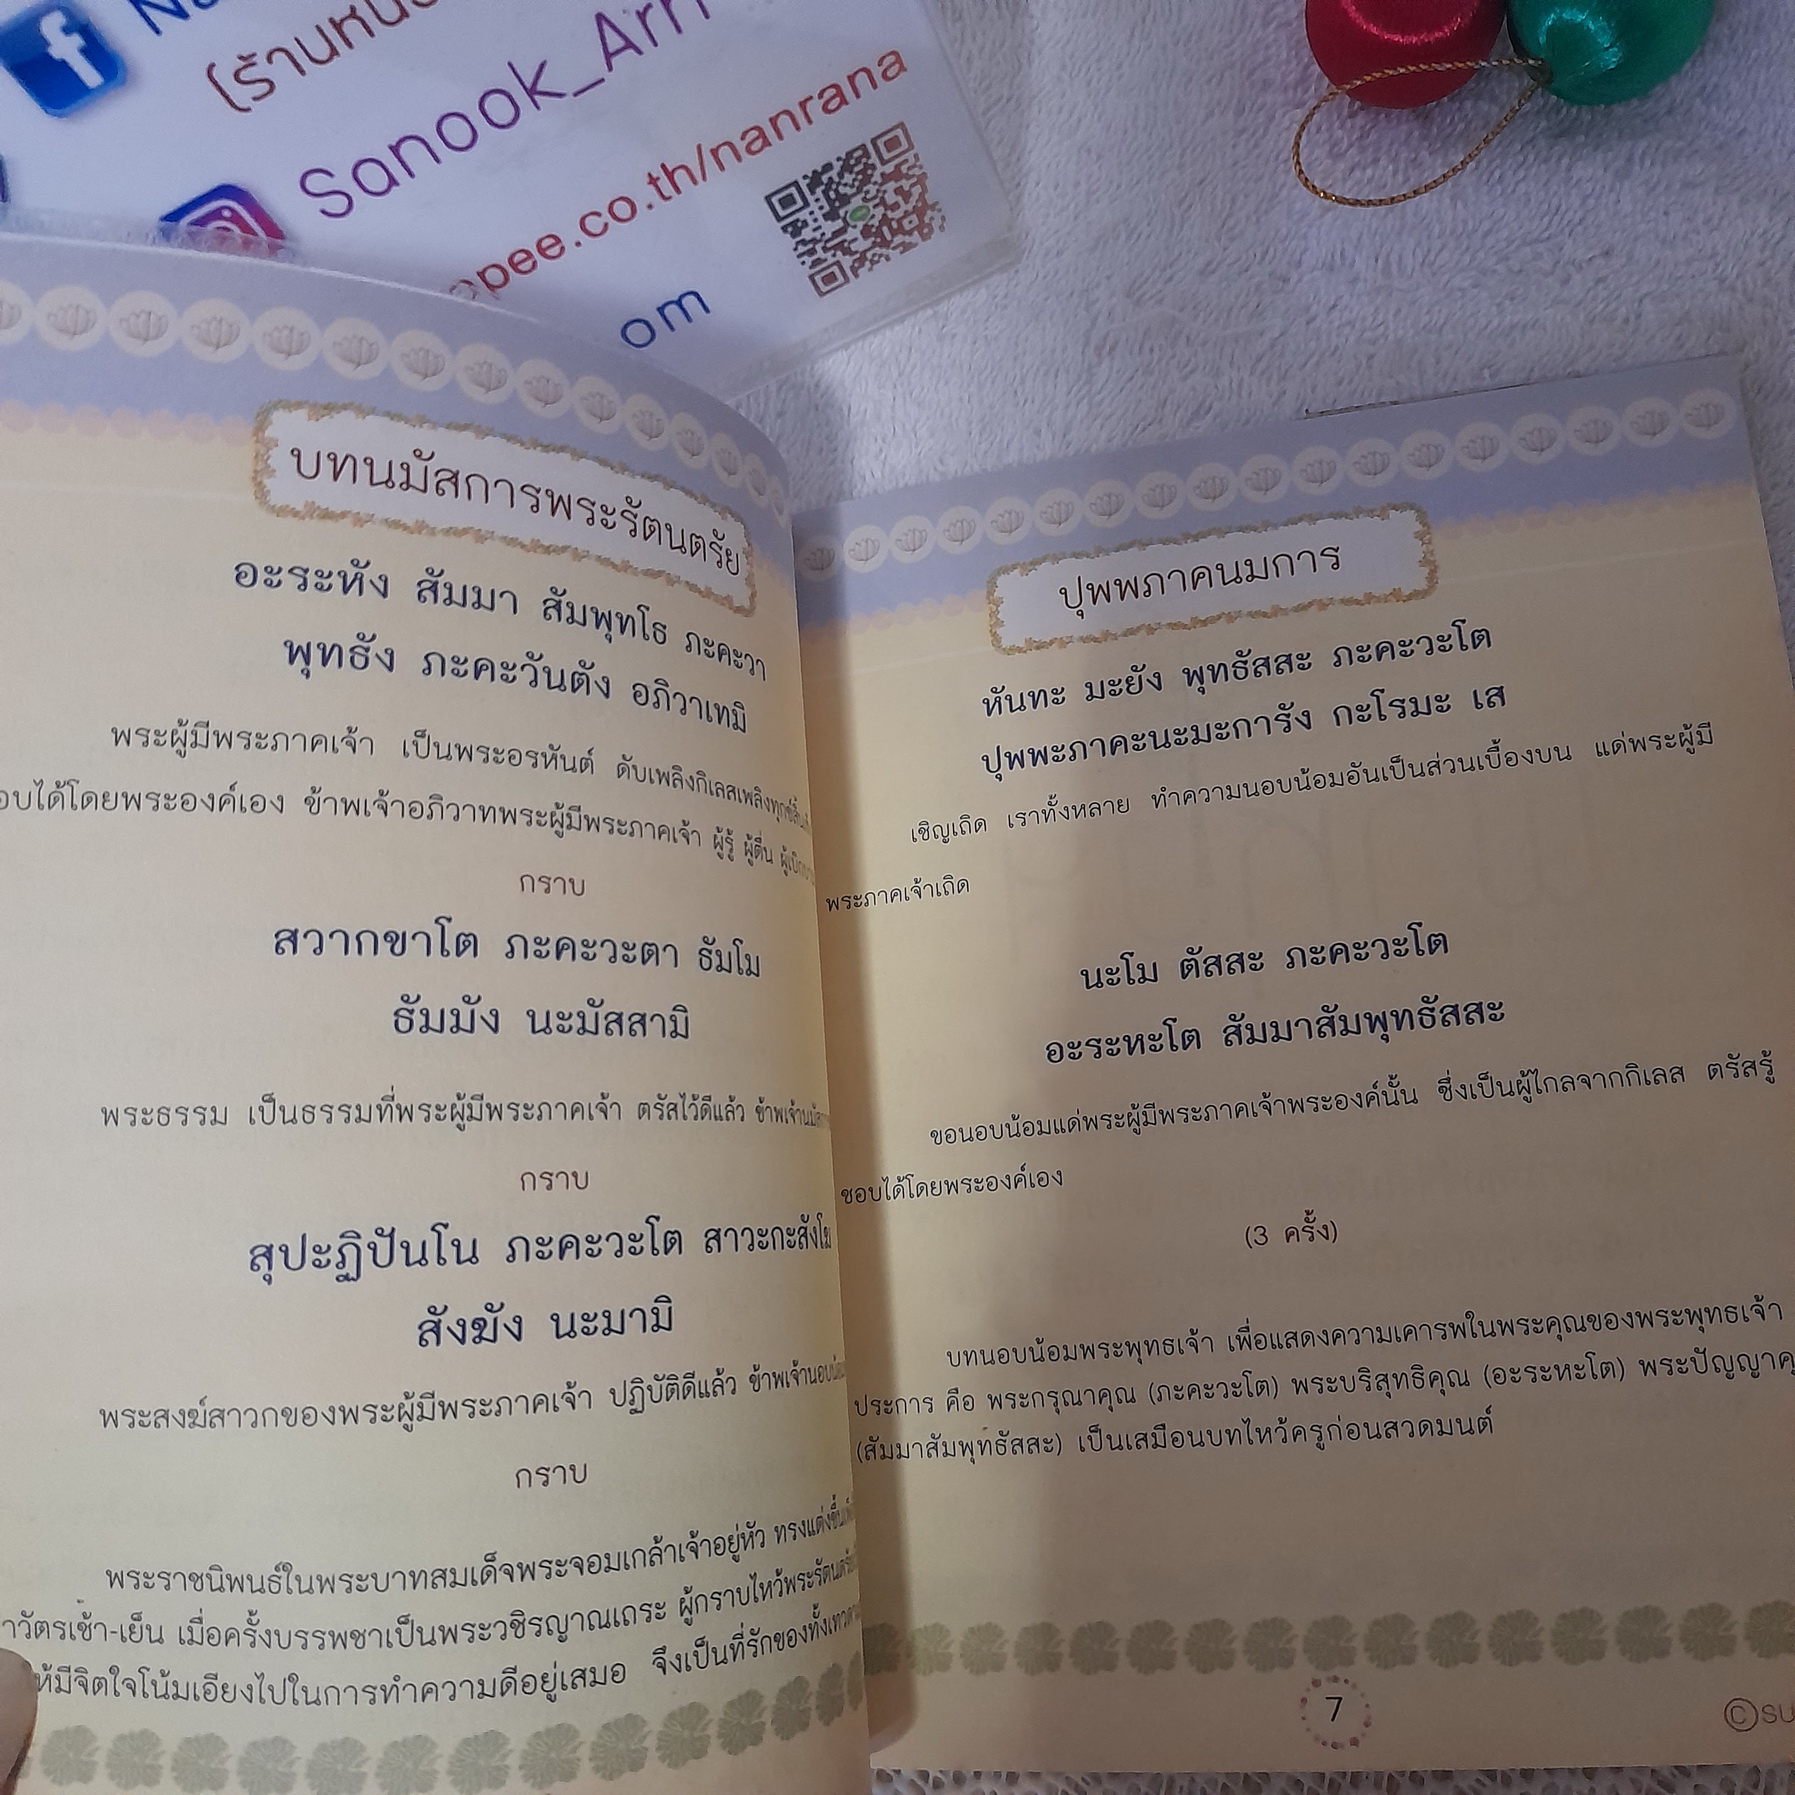 (ร้านหน
Sanook_Arr
opee.co.th/nanrana
om
บทนมัสการพระรัตนตรัย
อะระหัง สัมมา สัมพุทโธ ภะคะวา
พุทธัง ภะคะวันตัง อภิวาเทมิ
พระผู้มีพระภาคเจ้า เป็นพระอรหันต์ ดับเพลิงกิเลสเพลิงทุกข์สิ้นเชิง
อบได้โดยพระองค์เอง ข้าพเจ้าอภิวาทพระผู้มีพระภาคเจ้า ผู้รู้ ผู้ตื่น ผู้เบิกบาน
กราบ
สวากขาโต ภะคะวะตา ธัมโม
ธัมมัง นะมัสสามิ
พระธรรม เป็นธรรมที่พระผู้มีพระภาคเจ้า ตรัสไว้ดีแล้ว
กราบ
สุปะฏิปันโน ภะคะวะโต สาวะกะสังโฆ
สังฆัง นะมามิ
พระสงฆ์สาวกของพระผู้มีพระภาคเจ้า ปฏิบัติดีแล้ว
กราบ
พระราชนิพนธ์ในพระบาทสมเด็จพระจอมเกล้าเจ้าอยู่หัว ทรงแต่งขึ้น
าวัตรเช้า-เย็น เมื่อครั้งบรรพชาเป็นพระวชิรญาณเถระ ผู้กราบไหว้พระรัตนตรัย
ห้มีจิตใจโน้มเอียงไปในการทำความดีอยู่เสมอ จึงเป็นที่รักของทั้งเทวดา
ปุพพภาคนมการ
หันทะ มะยัง พุทธัสสะ ภะคะวะโต
ปุพพะภาคะนะมะการัง กะโรมะ เส
เชิญเถิด เราทั้งหลาย ทำความนอบน้อมอันเป็นส่วนเบื้องบน แด่พระผู้มี
พระภาคเจ้าเถิด
นะโม ตัสสะ ภะคะวะโต
อะระหะโต สัมมาสัมพุทธัสสะ
ขอนอบน้อมแด่พระผู้มีพระภาคเจ้าพระองค์นั้น ซึ่งเป็นผู้ไกลจากกิเลส ตรัสรู้
ชอบได้โดยพระองค์เอง
(3 ครั้ง)
บทนอบน้อมพระพุทธเจ้า เพื่อแสดงความเคารพในพระคุณของพระพุทธเจ้า
ประการ คือ พระกรุณาคุณ (ภะคะวะโต) พระบริสุทธิคุณ (อะระหะโต) พระปัญญาคุ
(สัมมาสัมพุทธัสสะ) เป็นเสมือนบทไหว้ครูก่อนสวดมนต์
7
©SU